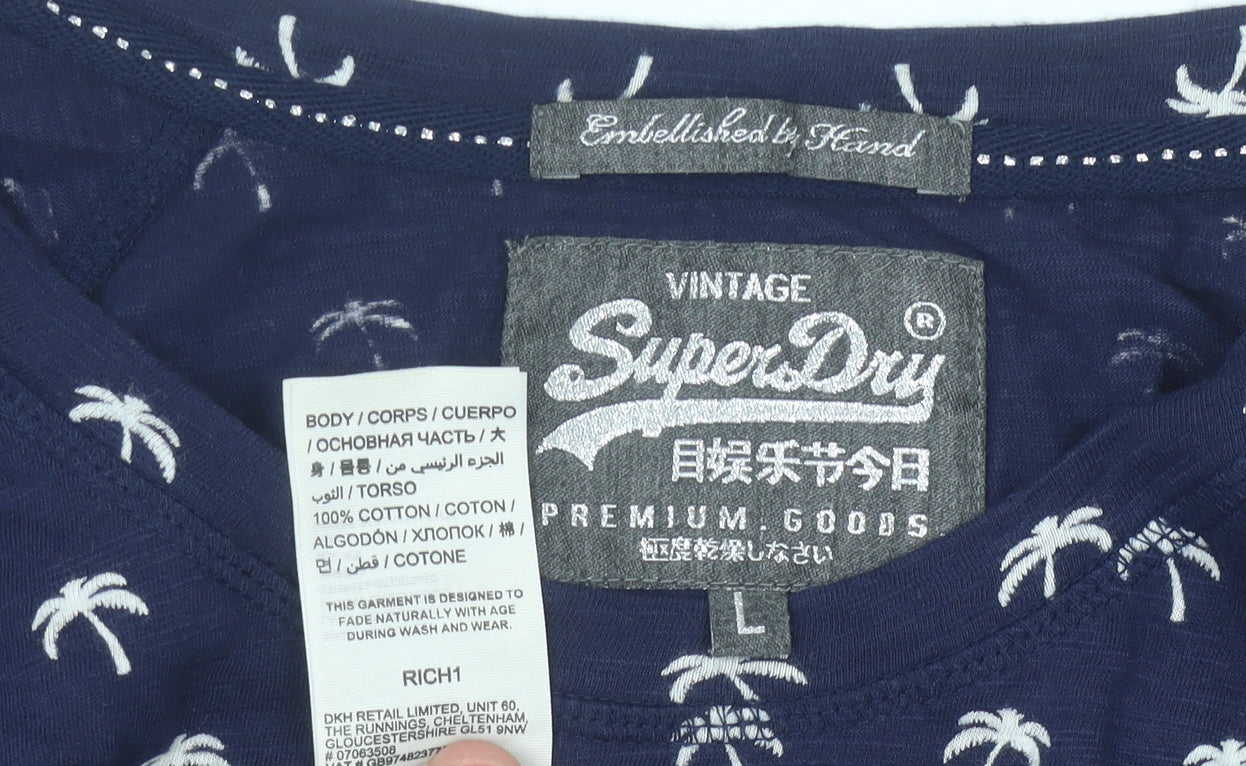 Embellished by Hand
VINTAGE
SuperDry ®
目娯乐节今日
PREMIUM.GOODS
極度乾燥しなさい
L
BODY / CORPS / CUERPO
/ ОСНОВНАЯ ЧАСТЬ / 大
身 / 몸통 / الجزء الرئيسي من
الثوب / TORSO
100% COTTON / COTON /
ALGODÓN / ХЛОПОК / 棉 /
면 / قطن / COTONE
THIS GARMENT IS DESIGNED TO
FADE NATURALLY WITH AGE
DURING WASH AND WEAR.
RICH1
DKH RETAIL LIMITED, UNIT 60,
THE RUNNINGS, CHELTENHAM,
GLOUCESTERSHIRE GL51 9NW
# 07063508
VAT # GB97482377